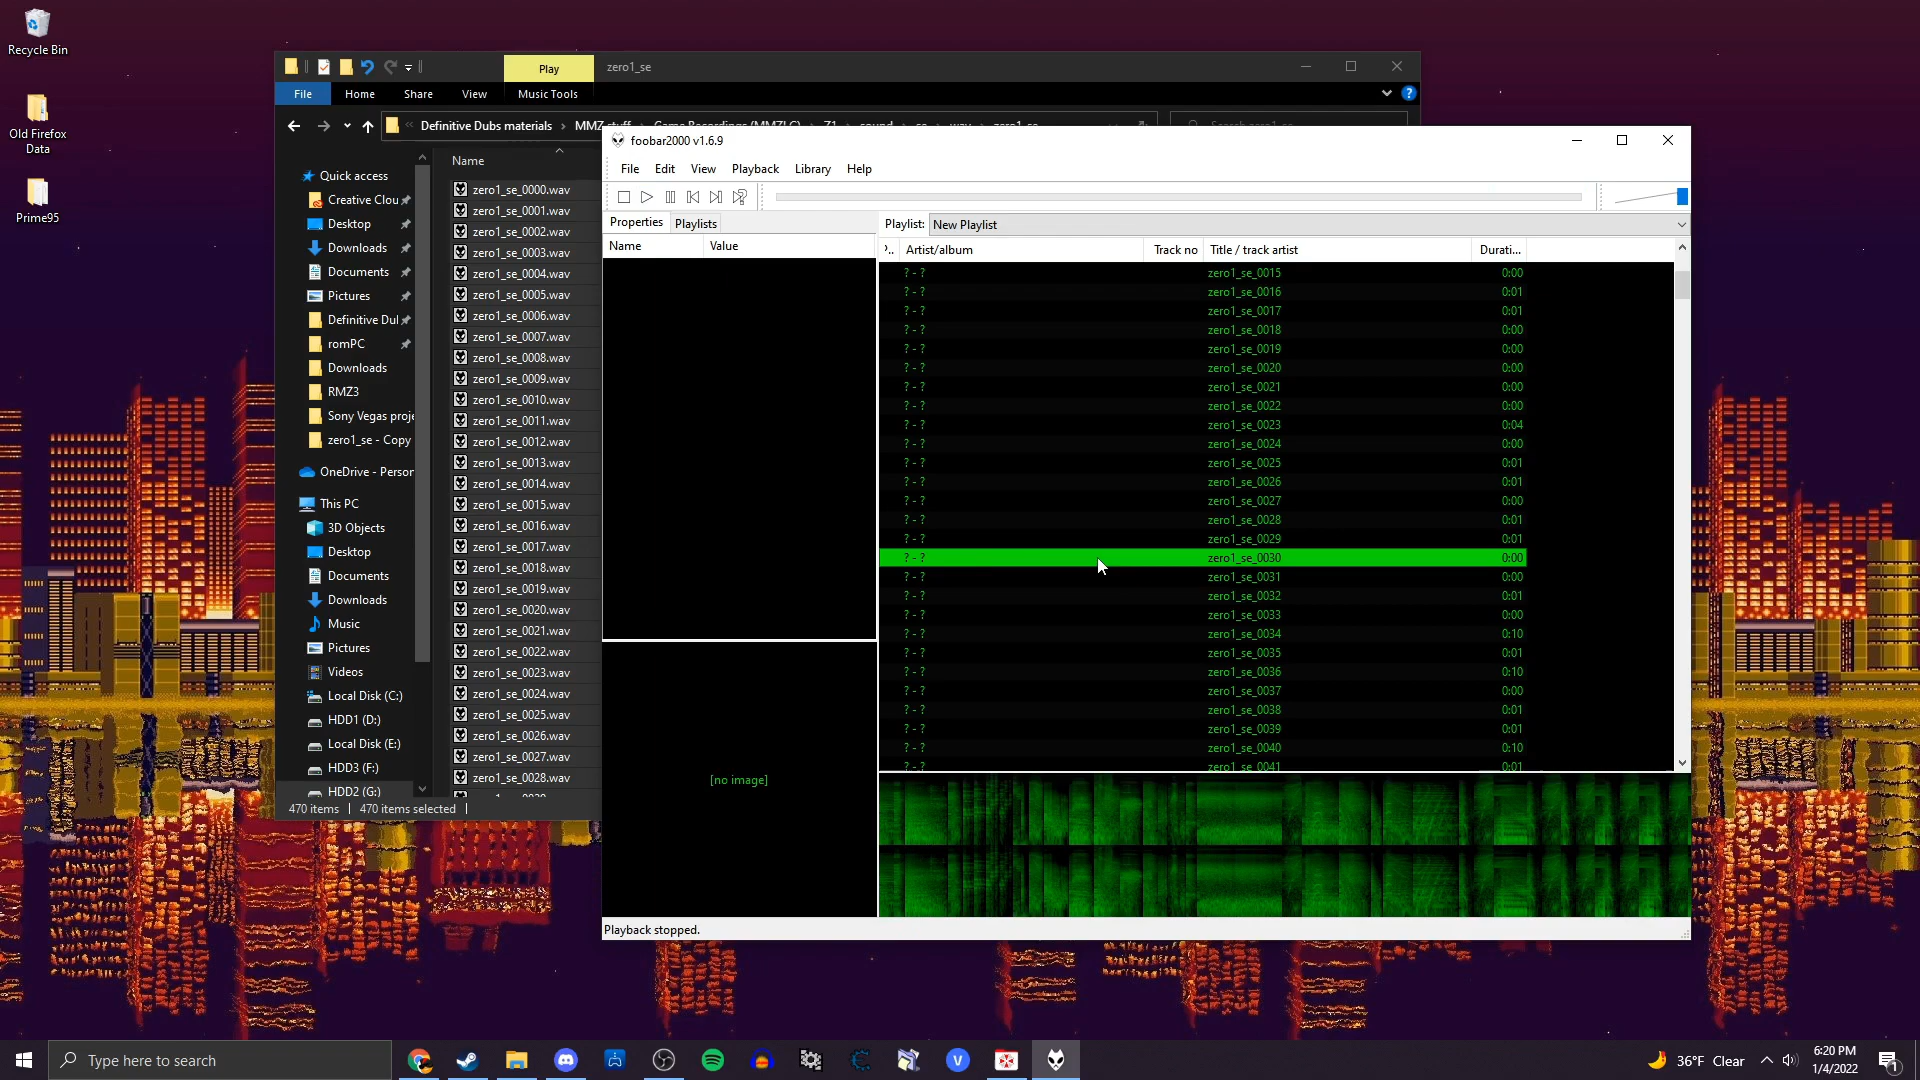 Recycle Bin
Old Firefox
Data
Prime95
Play
zero1_se
File
Home
Share
View
Music Tools
Definitive Dubs materials
MMZ stuff
Quick access
Creative Clou
Desktop
Downloads
Documents
Pictures
Definitive Dul
romPC
Downloads
RMZ3
Sony Vegas proje
zero1_se - Copy
OneDrive - Person
This PC
3D Objects
Desktop
Documents
Downloads
Music
Pictures
Videos
Local Disk (C:)
HDD1 (D:)
Local Disk (E:)
HDD3 (F:)
HDD2 (G:)
Name
zero1_se_0000.wav
zero1_se_0001.wav
zero1_se_0002.wav
zero1_se_0003.wav
zero1_se_0004.wav
zero1_se_0005.wav
zero1_se_0006.wav
zero1_se_0007.wav
zero1_se_0008.wav
zero1_se_0009.wav
zero1_se_0010.wav
zero1_se_0011.wav
zero1_se_0012.wav
zero1_se_0013.wav
zero1_se_0014.wav
zero1_se_0015.wav
zero1_se_0016.wav
zero1_se_0017.wav
zero1_se_0018.wav
zero1_se_0019.wav
zero1_se_0020.wav
zero1_se_0021.wav
zero1_se_0022.wav
zero1_se_0023.wav
zero1_se_0024.wav
zero1_se_0025.wav
zero1_se_0026.wav
zero1_se_0027.wav
zero1_se_0028.wav
470 items
470 items selected
foobar2000 v1.6.9
File Edit View Playback Library Help
Properties Playlists
Name Value
[no image]
Playlist: New Playlist
Artist/album Track no Title / track artist Durati...
? - ? zero1_se_0015 0:00
? - ? zero1_se_0016 0:01
? - ? zero1_se_0017 0:01
? - ? zero1_se_0018 0:00
? - ? zero1_se_0019 0:00
? - ? zero1_se_0020 0:00
? - ? zero1_se_0021 0:00
? - ? zero1_se_0022 0:00
? - ? zero1_se_0023 0:04
? - ? zero1_se_0024 0:00
? - ? zero1_se_0025 0:01
? - ? zero1_se_0026 0:01
? - ? zero1_se_0027 0:00
? - ? zero1_se_0028 0:01
? - ? zero1_se_0029 0:01
? - ? zero1_se_0030 0:00
? - ? zero1_se_0031 0:00
? - ? zero1_se_0032 0:01
? - ? zero1_se_0033 0:00
? - ? zero1_se_0034 0:10
? - ? zero1_se_0035 0:01
? - ? zero1_se_0036 0:10
? - ? zero1_se_0037 0:00
? - ? zero1_se_0038 0:01
? - ? zero1_se_0039 0:01
? - ? zero1_se_0040 0:10
? - ? zero1_se_0041 0:01
Playback stopped.
Type here to search
36°F Clear
6:20 PM
1/4/2022
1